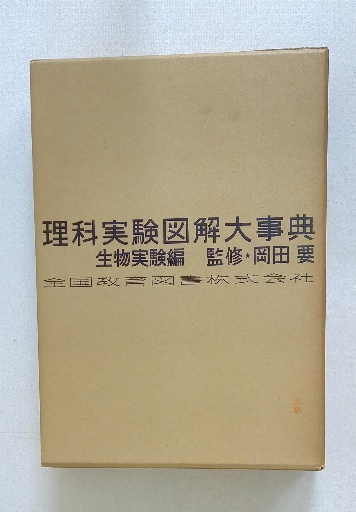 理科実験図解大事典
生物実験編 監修・岡田 要
全国教育図書株式会社